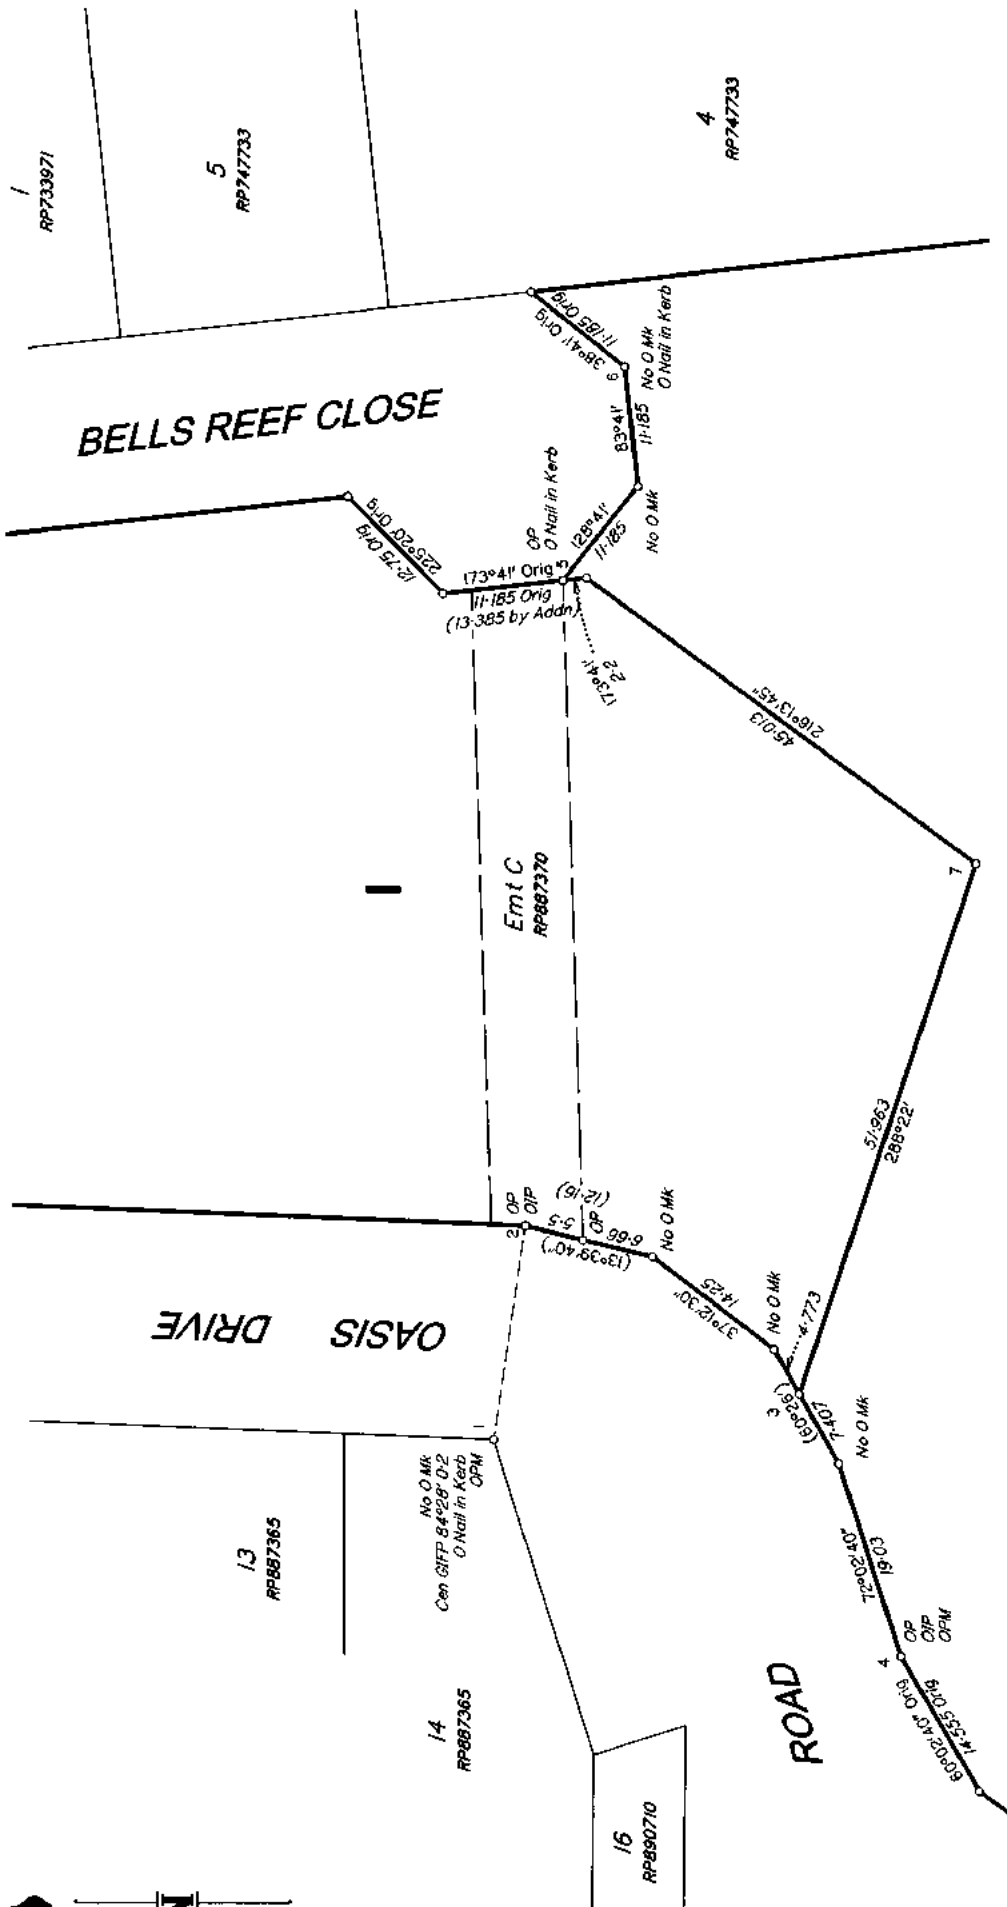 1
RP733971
5
RP747733
4
RP747733
BELLS REEF CLOSE
12·75 Orig
225°20' Orig
173°41' Orig
11·185 Orig
(13·385 by Addn)
5
OP
O Nail in Kerb
128°41'
11·185
No O Mk
83°41'
11·185
6
No O Mk
O Nail in Kerb
38°41' Orig
11·185 Orig
173°41'
2·2
216°13'45"
45·013
7
I
Emt C
RP887370
51·963
288°22'
OASIS DRIVE
2
OP
OIP
5·5
(12·16)
OP
(13°39'40")
6·66
No O Mk
14·25
37°12'30"
No O Mk
4·773
3
(60°26')
7·407
No O Mk
72°02'40"
19·03
4
OP
OIP
OPM
60°02'40" Orig
14·555 Orig
1
No O Mk
Cen GIFP 84°28' 0·2
O Nail in Kerb
OPM
13
RP887365
14
RP887365
16
RP890710
ROAD